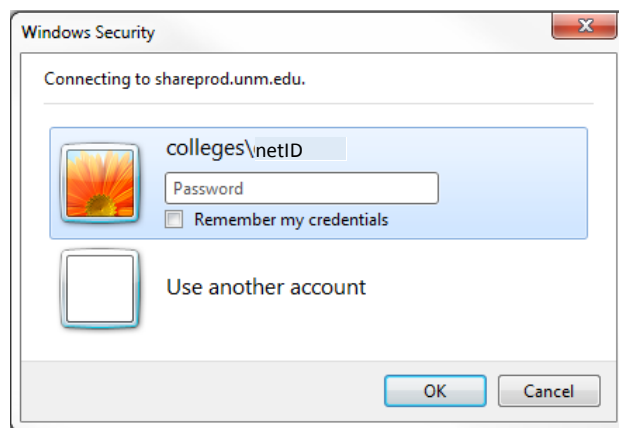 Windows Security
Connecting to shareprod.unm.edu.
colleges\netID
Password
Remember my credentials
Use another account
OK
Cancel